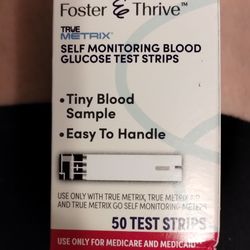 Foster & Thrive™
TRUE
METRIX®
SELF MONITORING BLOOD
GLUCOSE TEST STRIPS
•Tiny Blood
Sample
•Easy To Handle
USE ONLY WITH TRUE METRIX, TRUE METRIX AIR
AND TRUE METRIX GO SELF MONITORING METERS
50 TEST STRIPS
USE ONLY FOR MEDICARE AND MEDICAID